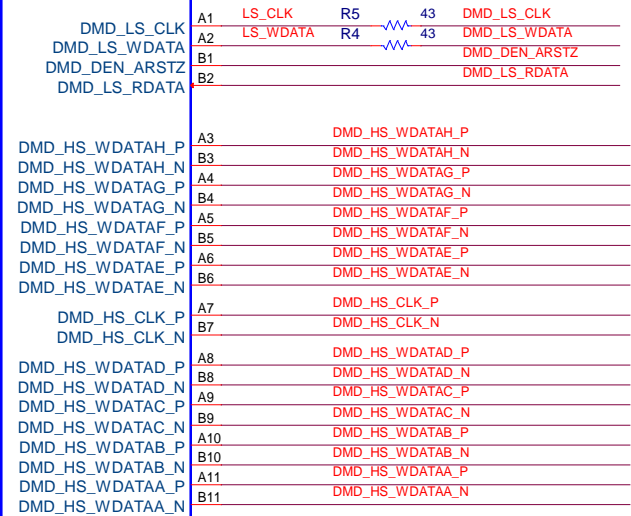 DMD_LS_CLK A1 LS_CLK R5 43 DMD_LS_CLK
DMD_LS_WDATA A2 LS_WDATA R4 43 DMD_LS_WDATA
DMD_DEN_ARSTZ B1 DMD_DEN_ARSTZ
DMD_LS_RDATA B2 DMD_LS_RDATA
DMD_HS_WDATAH_P A3 DMD_HS_WDATAH_P
DMD_HS_WDATAH_N B3 DMD_HS_WDATAH_N
DMD_HS_WDATAG_P A4 DMD_HS_WDATAG_P
DMD_HS_WDATAG_N B4 DMD_HS_WDATAG_N
DMD_HS_WDATAF_P A5 DMD_HS_WDATAF_P
DMD_HS_WDATAF_N B5 DMD_HS_WDATAF_N
DMD_HS_WDATAE_P A6 DMD_HS_WDATAE_P
DMD_HS_WDATAE_N B6 DMD_HS_WDATAE_N
DMD_HS_CLK_P A7 DMD_HS_CLK_P
DMD_HS_CLK_N B7 DMD_HS_CLK_N
DMD_HS_WDATAD_P A8 DMD_HS_WDATAD_P
DMD_HS_WDATAD_N B8 DMD_HS_WDATAD_N
DMD_HS_WDATAC_P A9 DMD_HS_WDATAC_P
DMD_HS_WDATAC_N B9 DMD_HS_WDATAC_N
DMD_HS_WDATAB_P A10 DMD_HS_WDATAB_P
DMD_HS_WDATAB_N B10 DMD_HS_WDATAB_N
DMD_HS_WDATAA_P A11 DMD_HS_WDATAA_P
DMD_HS_WDATAA_N B11 DMD_HS_WDATAA_N